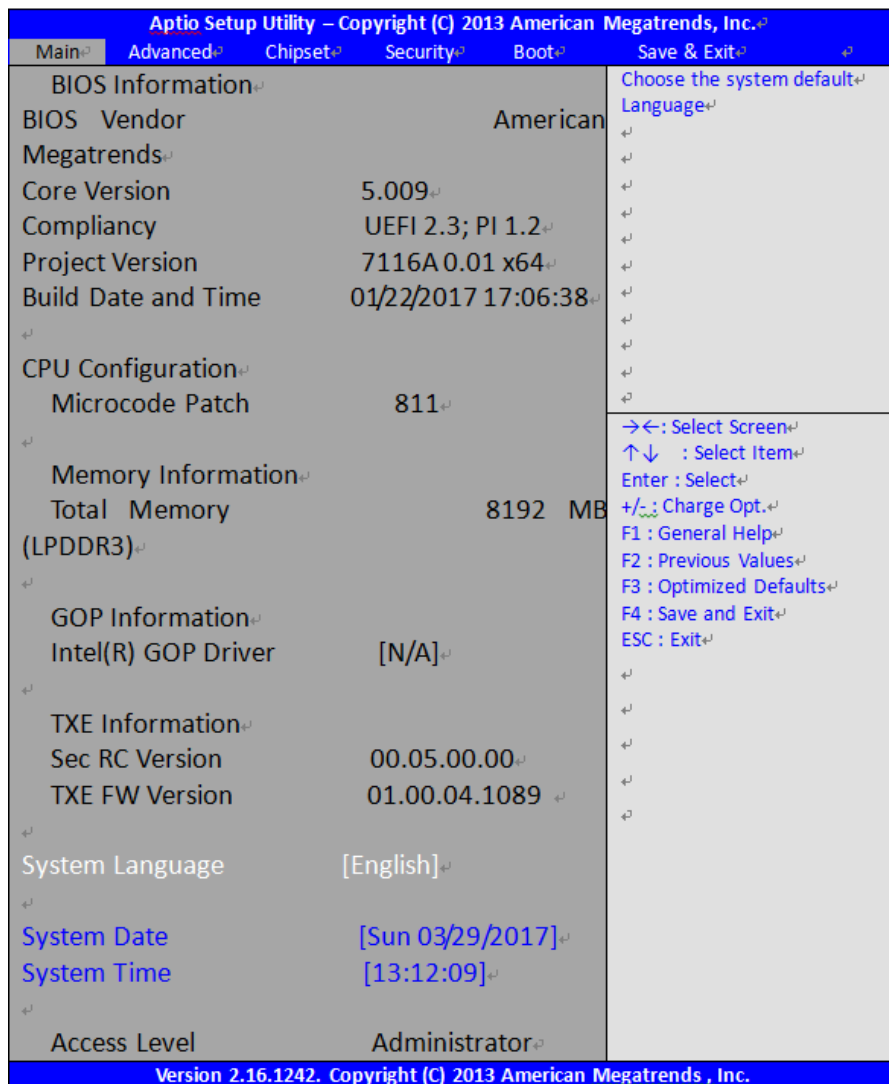 Aptio Setup Utility – Copyright (C) 2013 American Megatrends, Inc.
Main Advanced Chipset Security Boot Save & Exit
BIOS Information
BIOS Vendor American
Megatrends
Core Version 5.009
Compliancy UEFI 2.3; PI 1.2
Project Version 7116A 0.01 x64
Build Date and Time 01/22/2017 17:06:38
CPU Configuration
Microcode Patch 811
Memory Information
Total Memory 8192 MB
(LPDDR3)
GOP Information
Intel(R) GOP Driver [N/A]
TXE Information
Sec RC Version 00.05.00.00
TXE FW Version 01.00.04.1089
System Language [English]
System Date [Sun 03/29/2017]
System Time [13:12:09]
Access Level Administrator
Choose the system default
Language
→←: Select Screen
↑↓ : Select Item
Enter : Select
+/- : Charge Opt.
F1 : General Help
F2 : Previous Values
F3 : Optimized Defaults
F4 : Save and Exit
ESC : Exit
Version 2.16.1242. Copyright (C) 2013 American Megatrends , Inc.